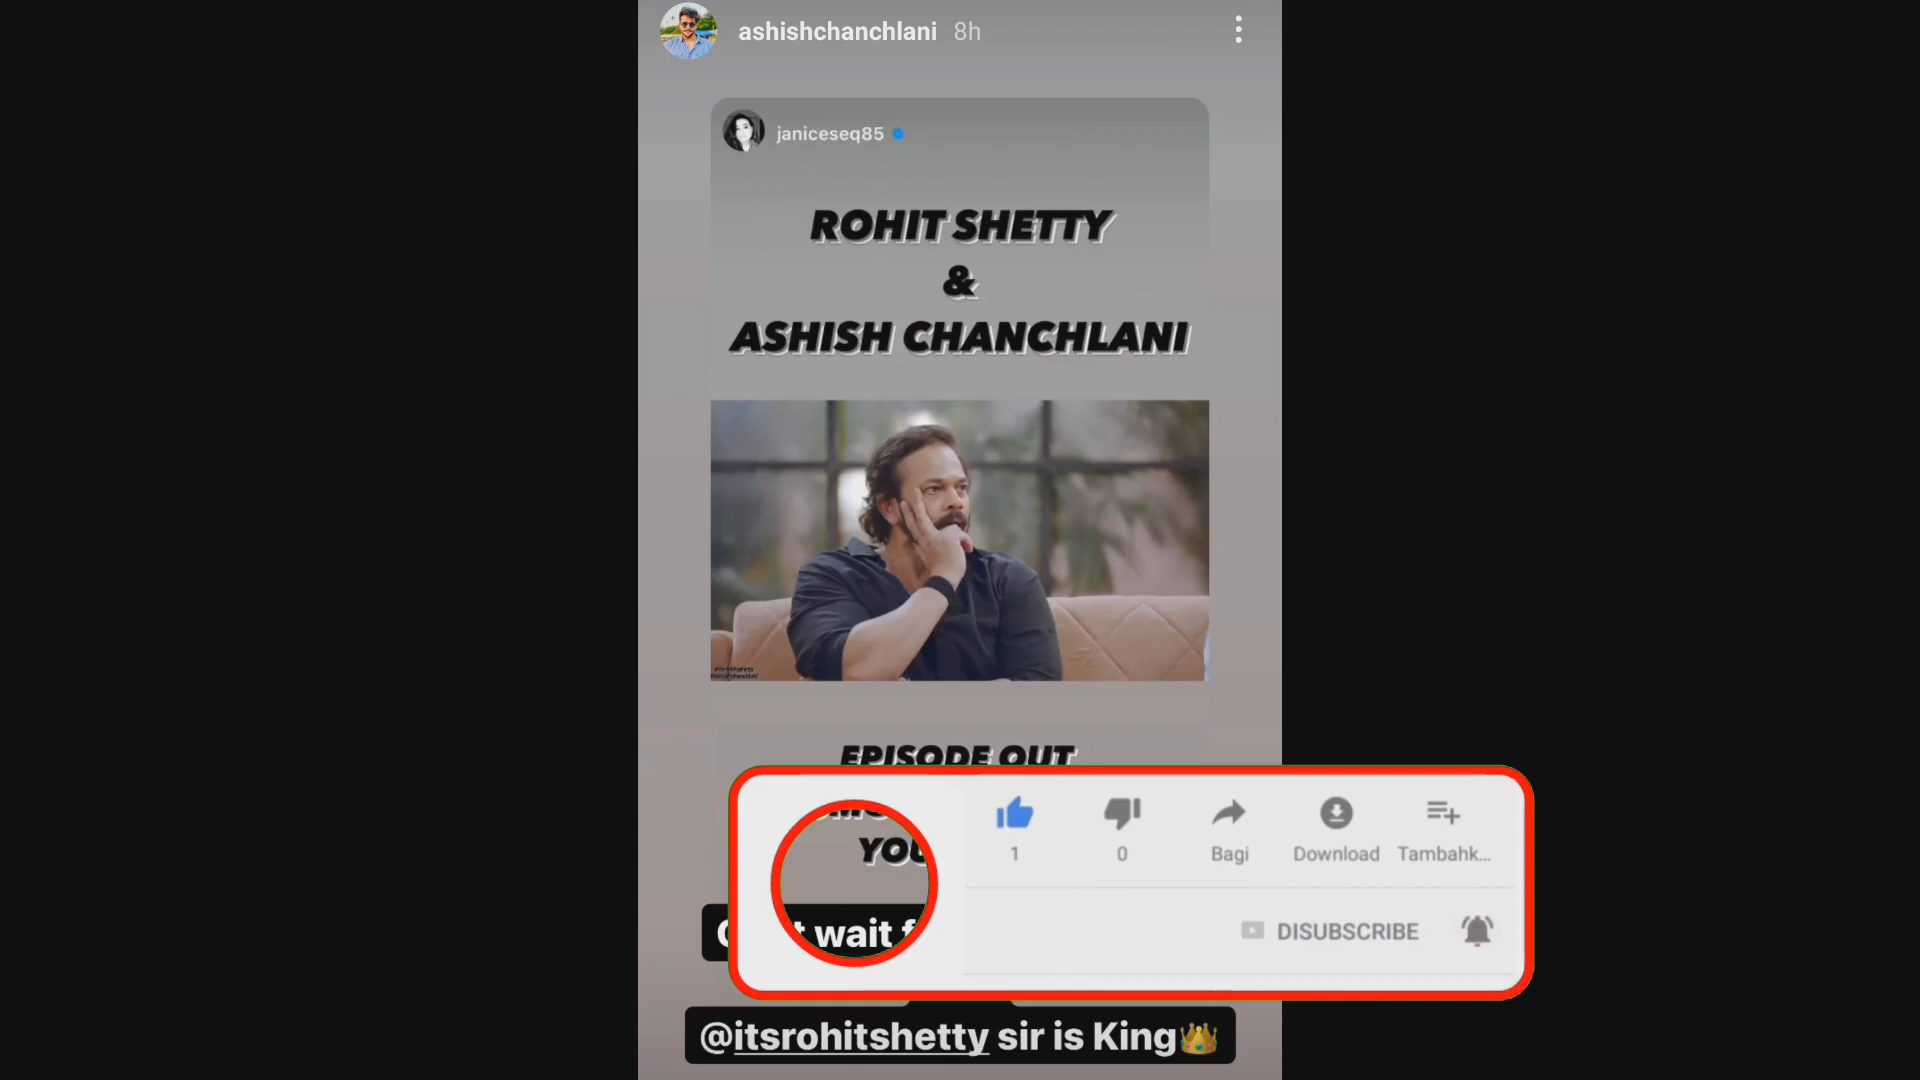 ashishchanchlani 8h
janiceseq85
ROHIT SHETTY
&
ASHISH CHANCHLANI
EPISODE OUT
YOU
wait
1 0 Bagi Download Tambahk...
DISUBSCRIBE
@itsrohitshetty sir is King👑